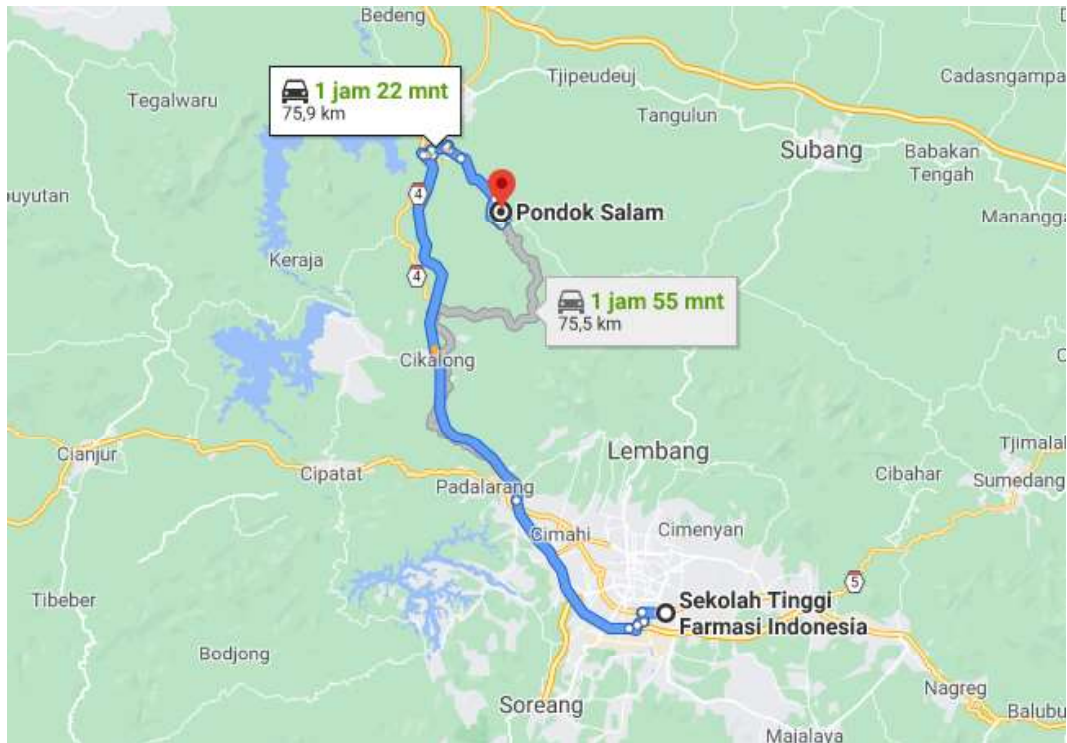 Bedeng
Tjipeudeuj
Cadasngampa
Tegalwaru
1 jam 22 mnt
75,9 km
Tangulun
Subang
Babakan
Tengah
buyutan
4
Pondok Salam
Mananggа
Keraja
4
1 jam 55 mnt
75,5 km
Cikalong
Cianjur
Cipatat
Lembang
Tjimalal
Padalarang
Cibahar
Sumedang
Cimahi
Cimenyan
5
Tibeber
Sekolah Tinggi
Farmasi Indonesia
Bodjong
Soreang
Nagreg
Balubu
Majalaya